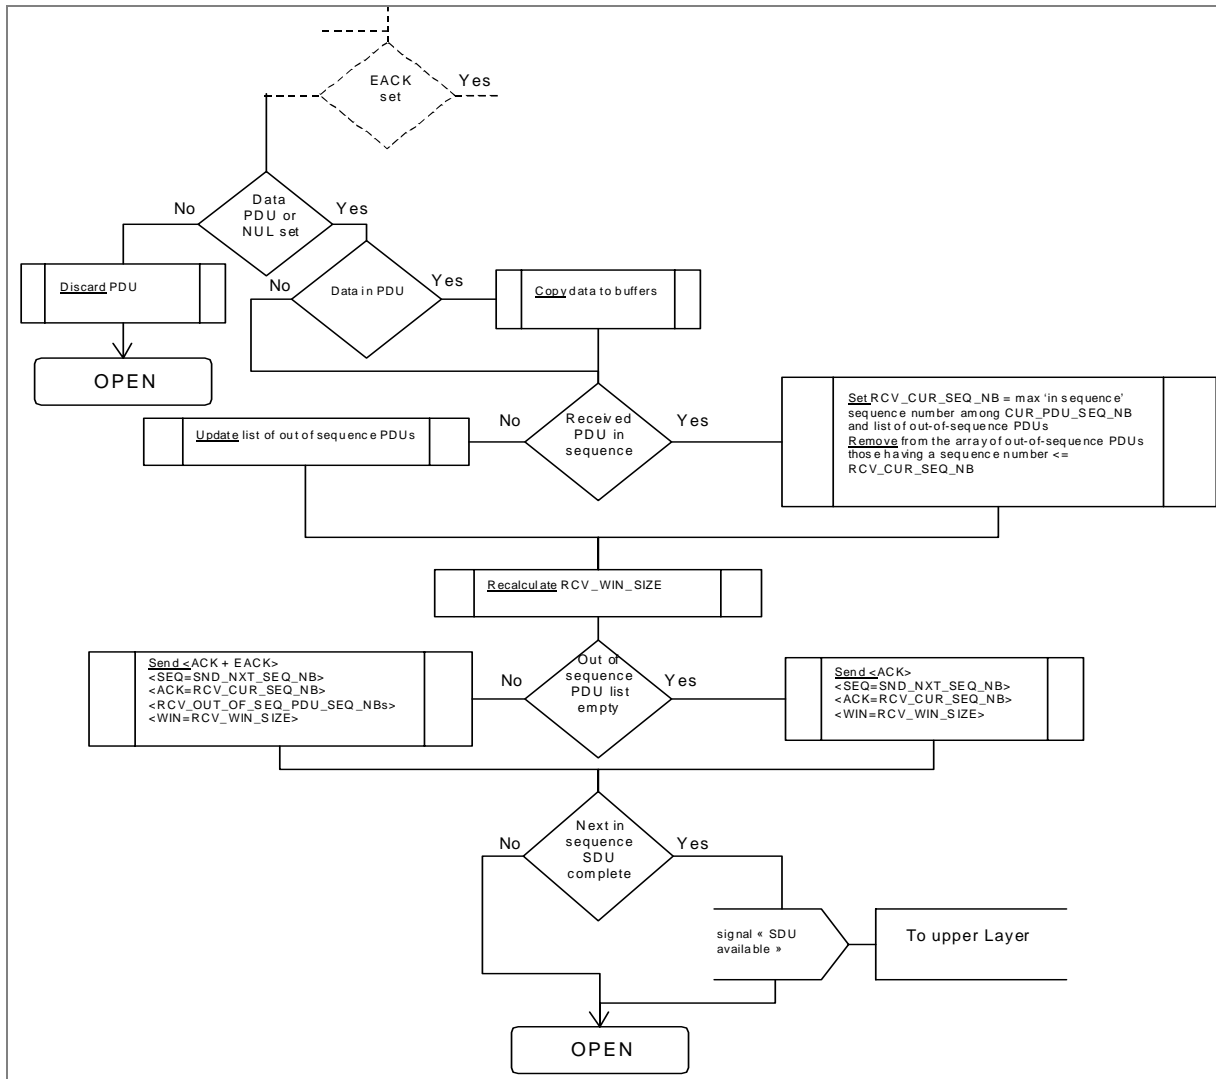 EACK
set
Yes
Data
PDU or
NUL set
No
Yes
Discard PDU
Data in PDU
No
Yes
Copy data to buffers
OPEN
Received
PDU in
sequence
No
Yes
Update list of out of sequence PDUs
Set RCV_CUR_SEQ_NB = max ‘in sequence’
sequence number among CUR_PDU_SEQ_NB
and list of out-of-sequence PDUs
Remove from the array of out-of-sequence PDUs
those having a sequence number <=
RCV_CUR_SEQ_NB
Recalculate RCV_WIN_SIZE
Send <ACK + EACK>
<SEQ=SND_NXT_SEQ_NB>
<ACK=RCV_CUR_SEQ_NB>
<RCV_OUT_OF_SEQ_PDU_SEQ_NBs>
<WIN=RCV_WIN_SIZE>
No
Out of
sequence
PDU list
empty
Yes
Send <ACK>
<SEQ=SND_NXT_SEQ_NB>
<ACK=RCV_CUR_SEQ_NB>
<WIN=RCV_WIN_SIZE>
No
Next in
sequence
SDU
complete
Yes
signal « SDU
available »
To upper Layer
OPEN